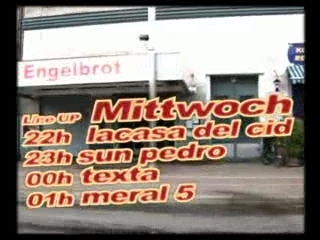 Engelbrot
Line UP Mittwoch
22h lacasa del cid
23h sun pedro
00h texta
01h meral 5